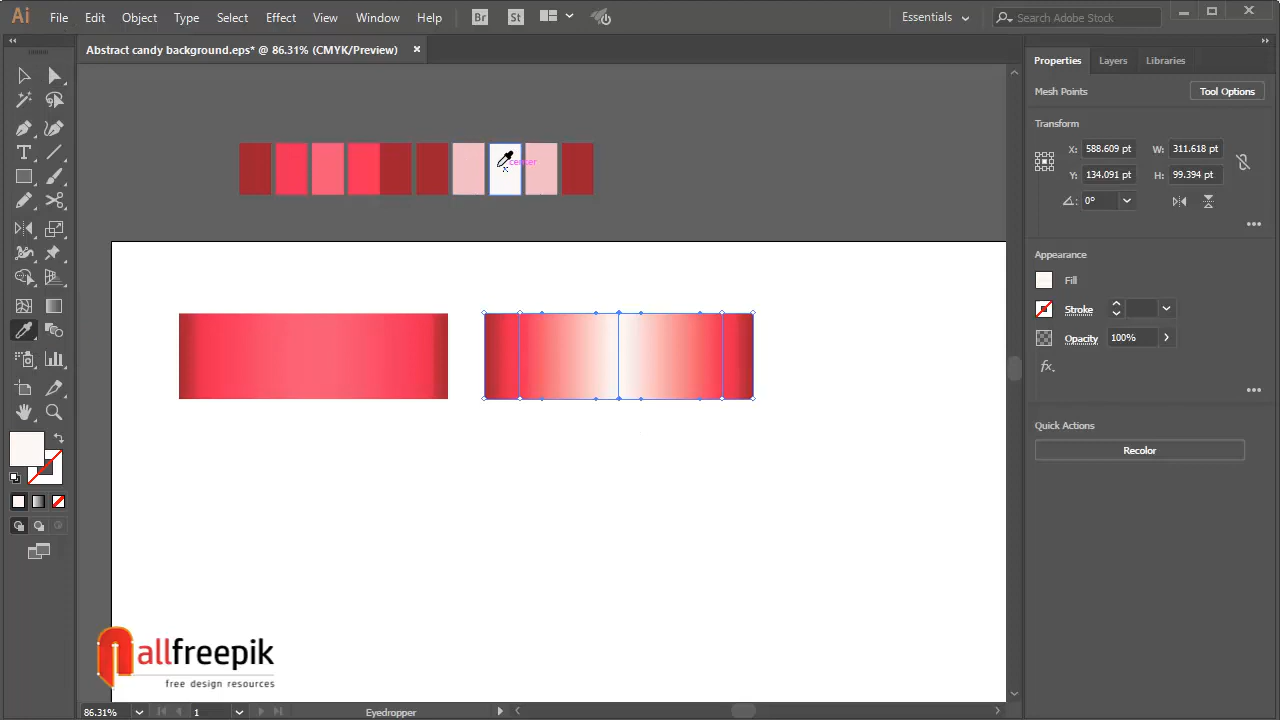 Ai File Edit Object Type Select Effect View Window Help Br St Essentials Search Adobe Stock
Abstract candy background.eps* @ 86.31% (CMYK/Preview) ×
Properties Layers Libraries
Mesh Points Tool Options
Transform
X: 588.609 pt W: 311.618 pt
Y: 134.091 pt H: 99.394 pt
0°
Appearance
Fill
Stroke
Opacity 100%
fx.
Quick Actions
Recolor
center
allfreepik
free design resources
86.31% 1 Eyedropper